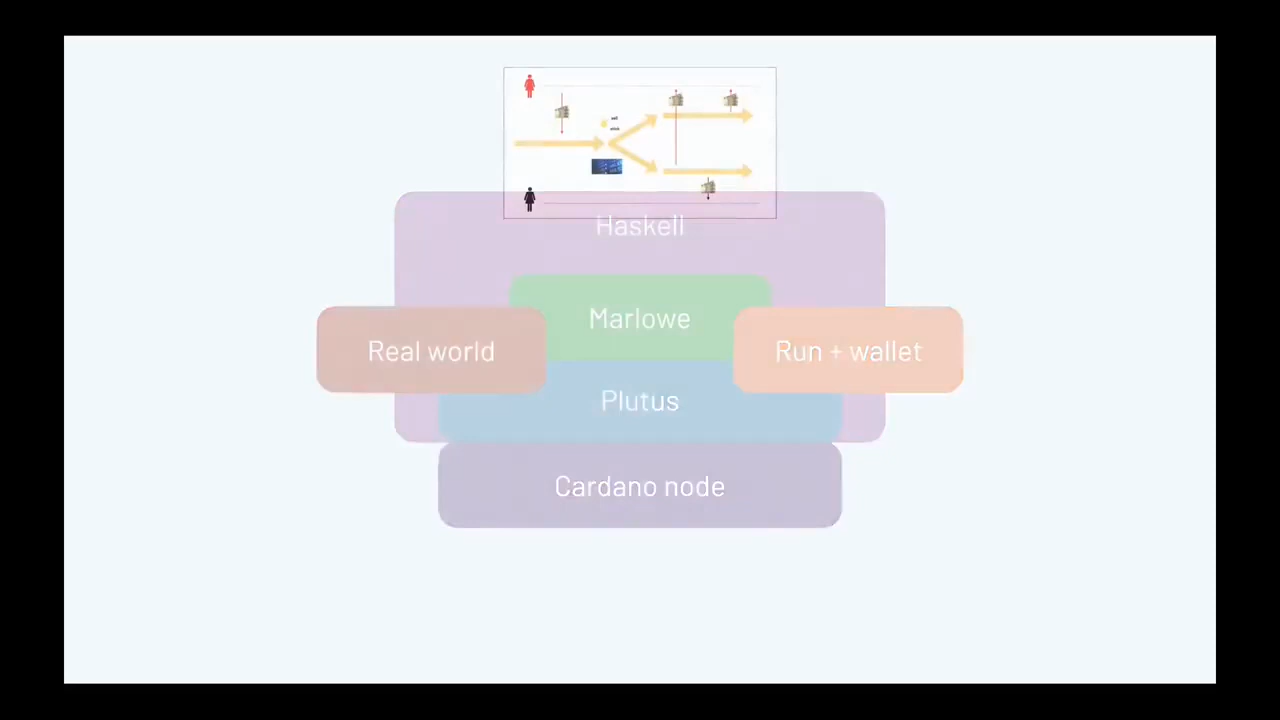 Haskell
Marlowe
Real world
Run + wallet
Plutus
Cardano node